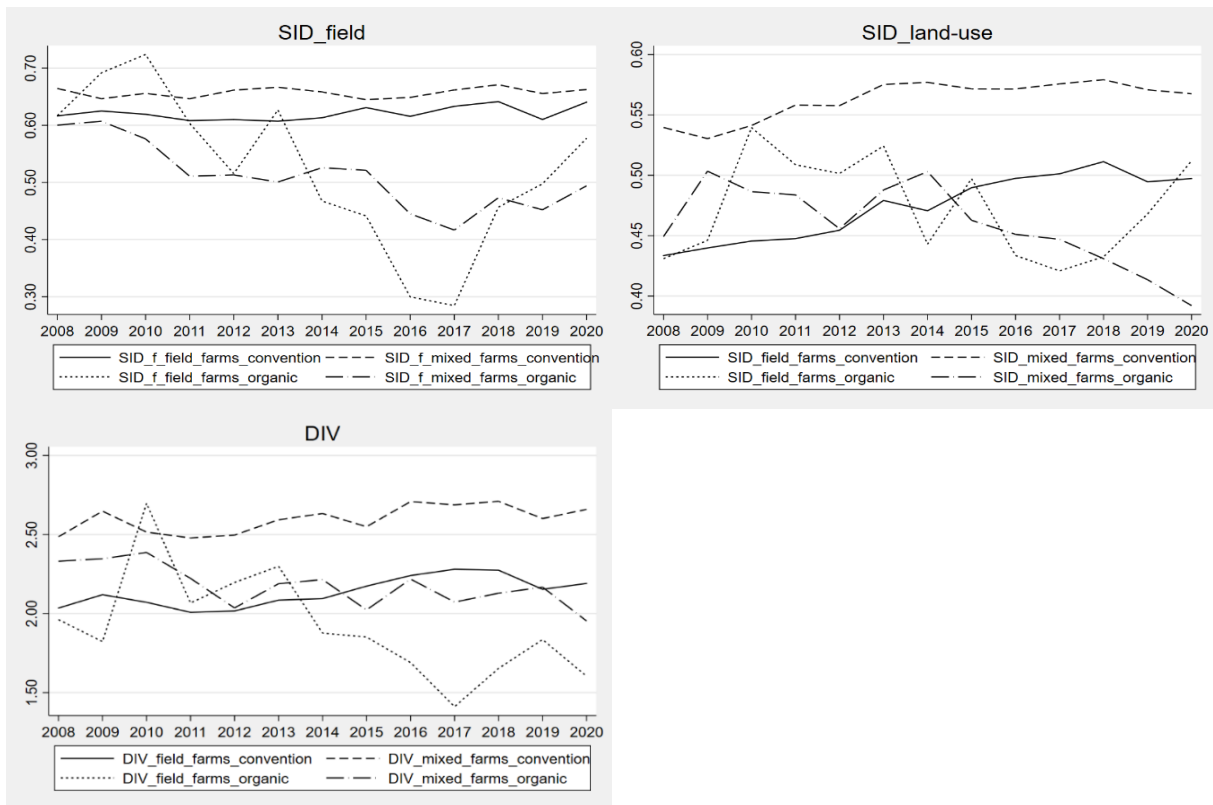 SID_field
0.70
0.60
0.50
0.40
0.30
2008 2009 2010 2011 2012 2013 2014 2015 2016 2017 2018 2019 2020
SID_f_field_farms_convention SID_f_mixed_farms_convention
SID_f_field_farms_organic SID_f_mixed_farms_organic
SID_land-use
0.60
0.55
0.50
0.45
0.40
2008 2009 2010 2011 2012 2013 2014 2015 2016 2017 2018 2019 2020
SID_field_farms_convention SID_mixed_farms_convention
SID_field_farms_organic SID_mixed_farms_organic
DIV
3.00
2.50
2.00
1.50
2008 2009 2010 2011 2012 2013 2014 2015 2016 2017 2018 2019 2020
DIV_field_farms_convention DIV_mixed_farms_convention
DIV_field_farms_organic DIV_mixed_farms_organic